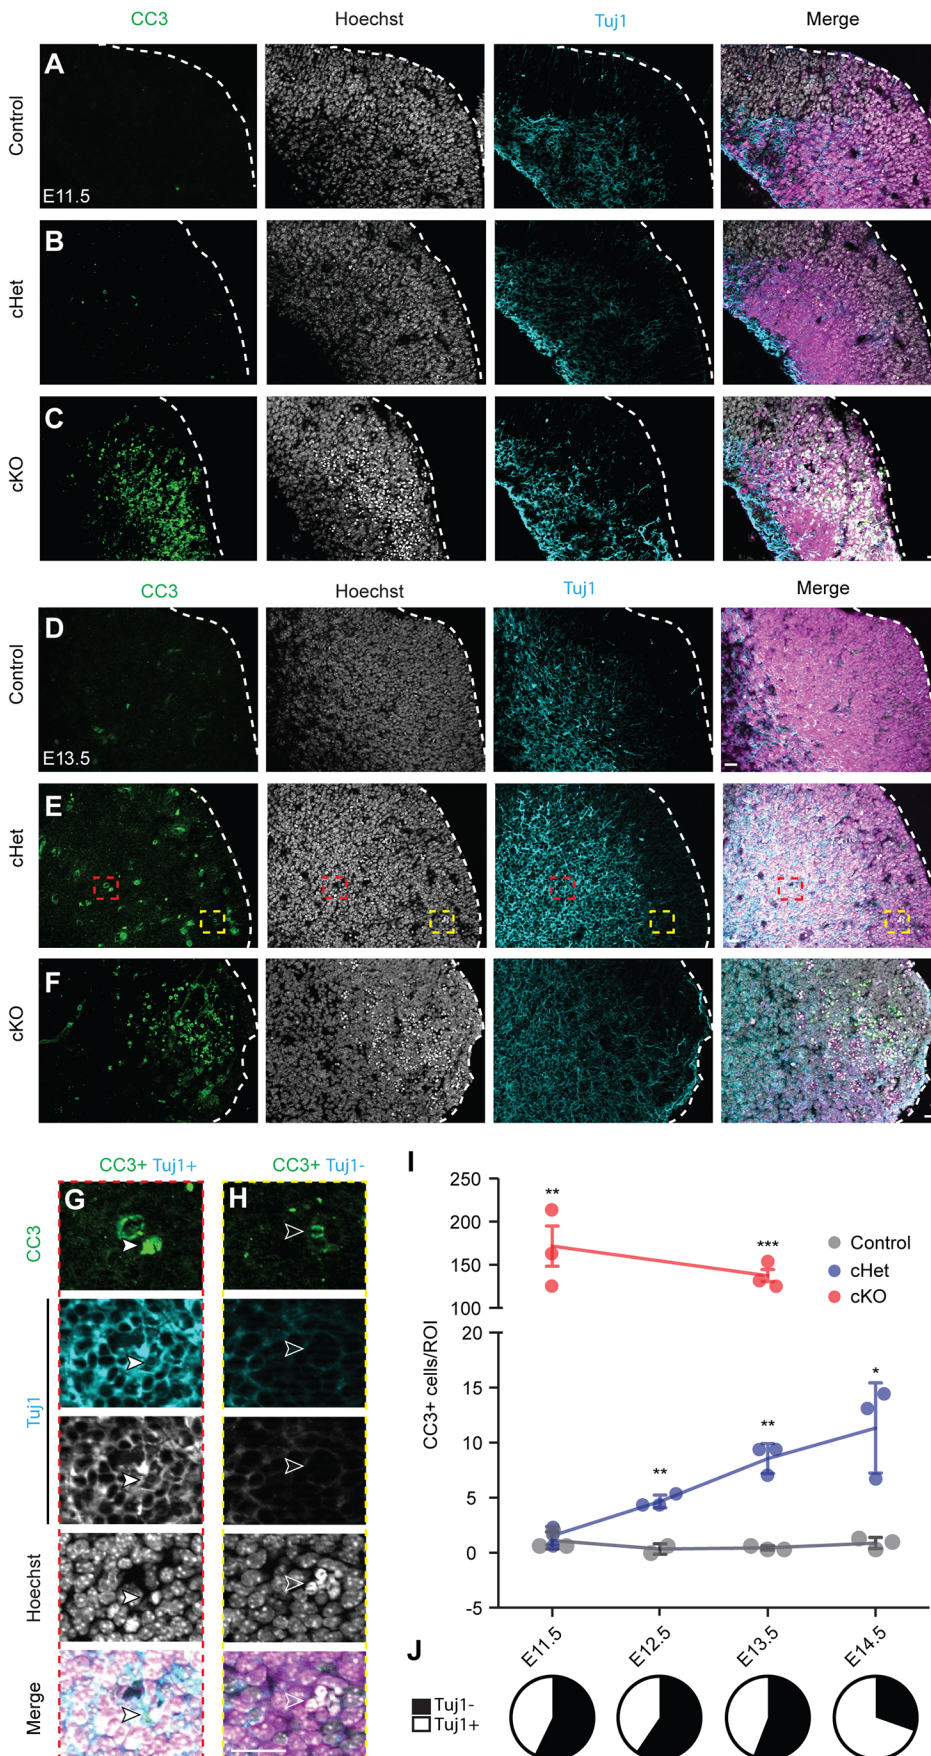 CC3 Hoechst Tuj1 Merge
A
Control
E11.5
B
cHet
C
cKO
CC3 Hoechst Tuj1 Merge
D
Control
E13.5
E
cHet
F
cKO
CC3+ Tuj1+
CC3+ Tuj1-
G
H
CC3
Tuj1
Hoechst
Merge
I
250
200
150
100
20
15
10
5
0
-5
CC3+ cells/ROI
**
***
**
**
*
Control
cHet
cKO
E11.5 E12.5 E13.5 E14.5
J
Tuj1-
Tuj1+